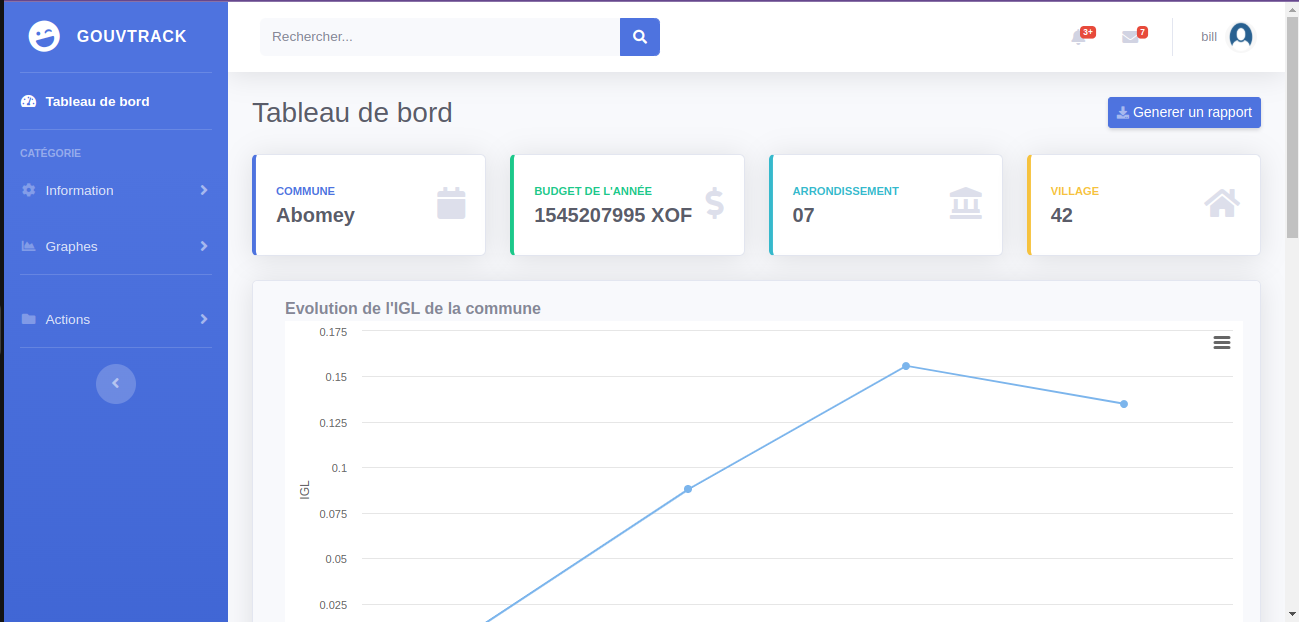 GOUVTRACK
Rechercher...
3+
7
bill
Tableau de bord
CATÉGORIE
Information
Graphes
Actions
Tableau de bord
Generer un rapport
COMMUNE
Abomey
BUDGET DE L'ANNÉE
1545207995 XOF
ARRONDISSEMENT
07
VILLAGE
42
Evolution de l'IGL de la commune
0.175
0.15
0.125
0.1
0.075
0.05
0.025
IGL